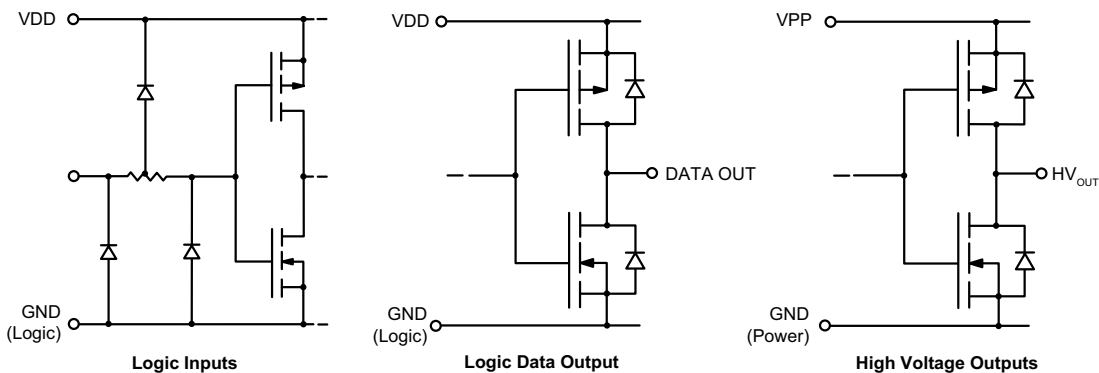 VDD
GND
(Logic)
Logic Inputs
VDD
DATA OUT
GND
(Logic)
Logic Data Output
VPP
HVOUT
GND
(Power)
High Voltage Outputs